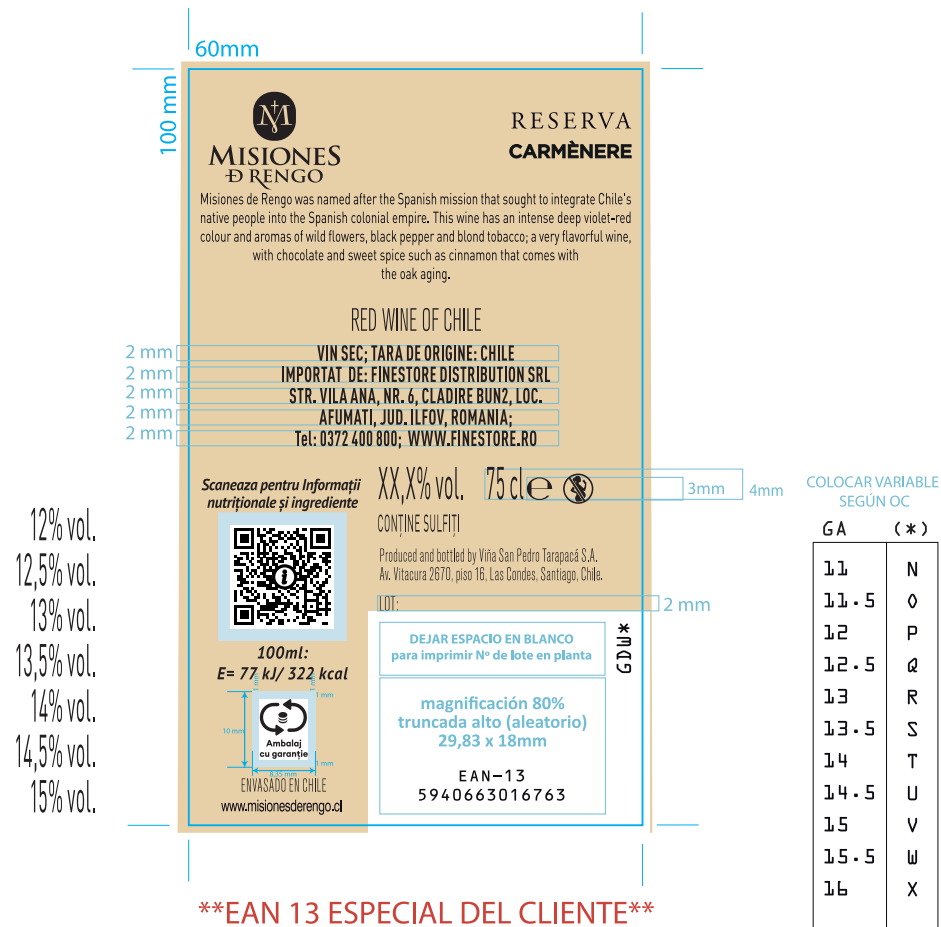 60mm
100 mm
M
MISIONES
Đ RENGO
RESERVA
CARMÈNERE
Misiones de Rengo was named after the Spanish mission that sought to integrate Chile's
native people into the Spanish colonial empire. This wine has an intense deep violet-red
colour and aromas of wild flowers, black pepper and blond tobacco; a very flavorful wine,
with chocolate and sweet spice such as cinnamon that comes with
the oak aging.
RED WINE OF CHILE
2 mm VIN SEC; TARA DE ORIGINE: CHILE
2 mm IMPORTAT DE: FINESTORE DISTRIBUTION SRL
2 mm STR. VILA ANA, NR. 6, CLADIRE BUN2, LOC.
2 mm AFUMATI, JUD. ILFOV, ROMANIA;
2 mm Tel: 0372 400 800; WWW.FINESTORE.RO
Scaneaza pentru Informații
nutriționale și ingrediente
XX,X% vol. 75 cl e
3mm
4mm
CONȚINE SULFIȚI
Produced and bottled by Viña San Pedro Tarapacá S.A.
Av. Vitacura 2670, piso 16, Las Condes, Santiago, Chile.
LOT:
2 mm
DEJAR ESPACIO EN BLANCO
para imprimir Nº de lote en planta
GDW*
100ml:
E= 77 kJ/ 322 kcal
1 mm
10 mm
Ambalaj
cu garanție
1 mm
8,35 mm
ENVASADO EN CHILE
www.misionesderengo.cl
magnificación 80%
truncada alto (aleatorio)
29,83 x 18mm
EAN-13
5940663016763
12% vol.
12,5% vol.
13% vol.
13,5% vol.
14% vol.
14,5% vol.
15% vol.
COLOCAR VARIABLE
SEGÚN OC
GA (*)
11 N
11.5 O
12 P
12.5 Q
13 R
13.5 S
14 T
14.5 U
15 V
15.5 W
16 X
**EAN 13 ESPECIAL DEL CLIENTE**